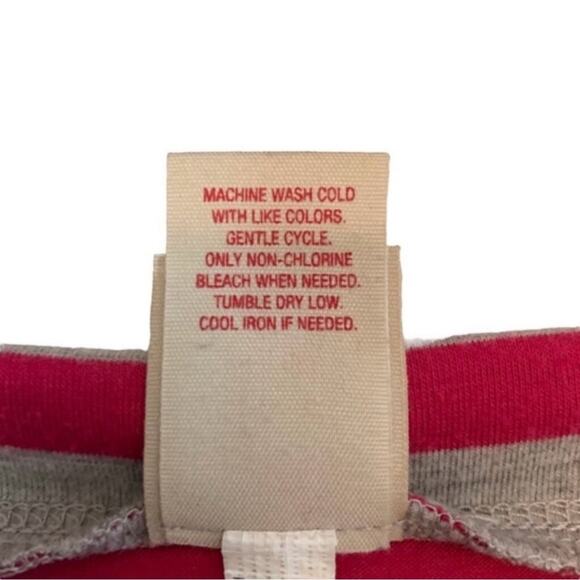 MACHINE WASH COLD
WITH LIKE COLORS.
GENTLE CYCLE.
ONLY NON-CHLORINE
BLEACH WHEN NEEDED.
TUMBLE DRY LOW.
COOL IRON IF NEEDED.